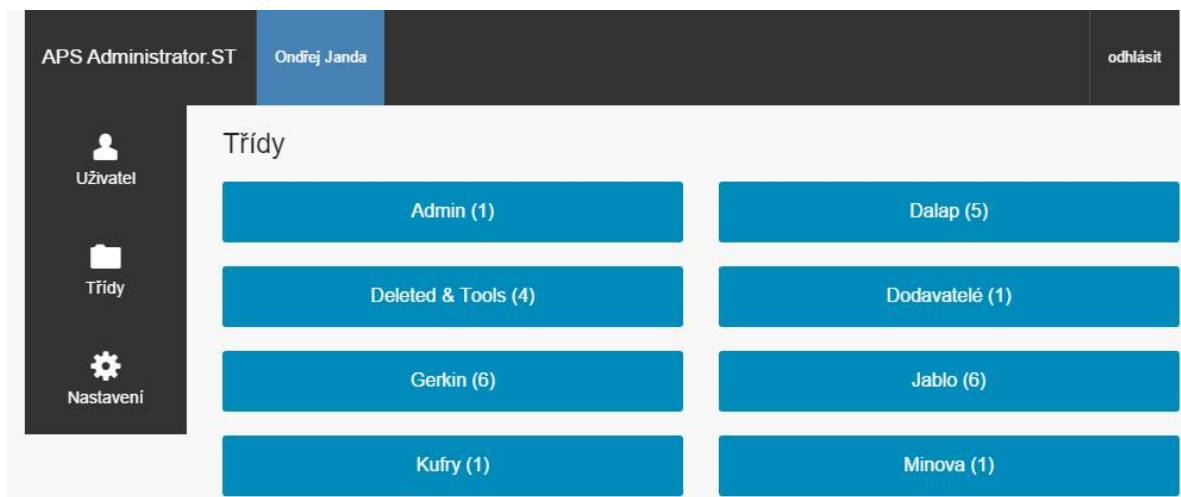 APS Administrator.ST
Ondřej Janda
odhlásit
Uživatel
Třídy
Nastavení
Třídy
Admin (1)
Dalap (5)
Deleted & Tools (4)
Dodavatelé (1)
Gerkin (6)
Jablo (6)
Kufry (1)
Minova (1)